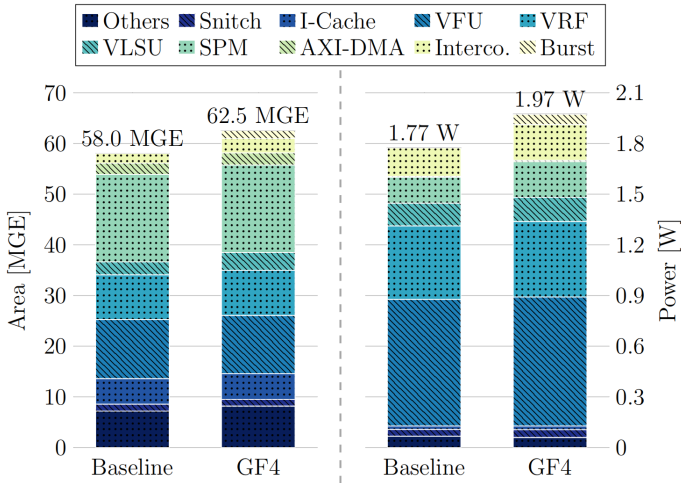 Others Snitch I-Cache VFU VRF
VLSU SPM AXI-DMA Interco. Burst
70 2.1
60 1.8
50 1.5
40 1.2
30 0.9
20 0.6
10 0.3
0 0
Area [MGE]
Power [W]
58.0 MGE
62.5 MGE
1.77 W
1.97 W
Baseline GF4 Baseline GF4